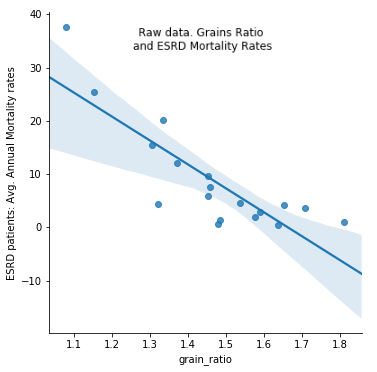 Raw data. Grains Ratio
and ESRD Mortality Rates
ESRD patients: Avg. Annual Mortality rates
40
30
20
10
0
−10
1.1 1.2 1.3 1.4 1.5 1.6 1.7 1.8
grain_ratio